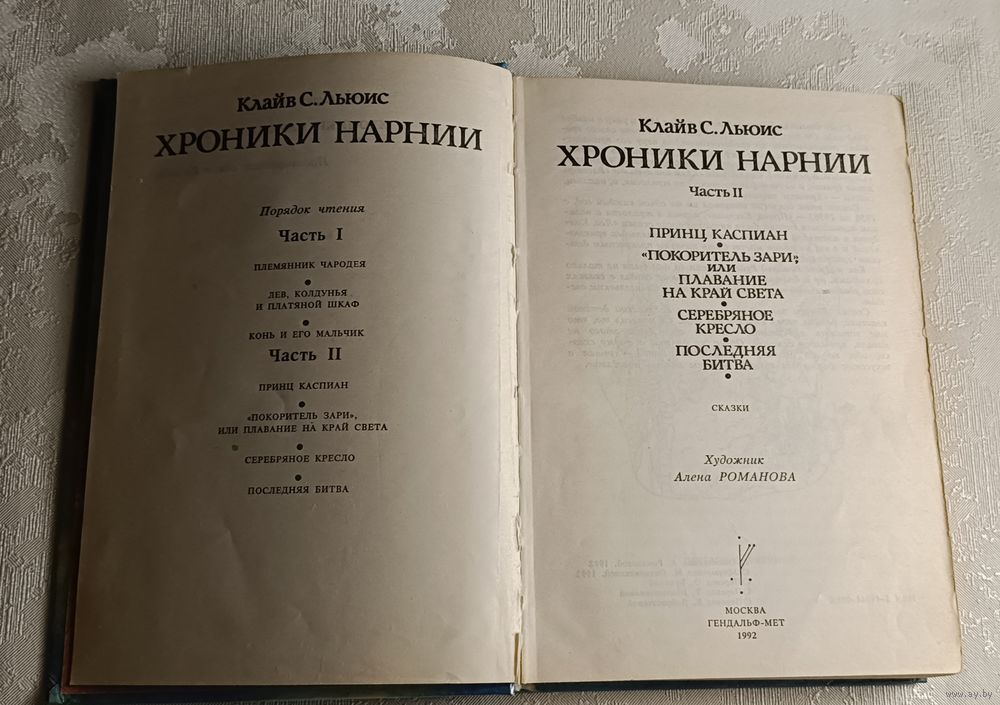 Клайв С. Льюис
ХРОНИКИ НАРНИИ
Порядок чтения
Часть I
ПЛЕМЯННИК ЧАРОДЕЯ
ЛЕВ, КОЛДУНЬЯ
И ПЛАТЯНОЙ ШКАФ
КОНЬ И ЕГО МАЛЬЧИК
Часть II
ПРИНЦ КАСПИАН
«ПОКОРИТЕЛЬ ЗАРИ»,
ИЛИ ПЛАВАНИЕ НА КРАЙ СВЕТА
СЕРЕБРЯНОЕ КРЕСЛО
ПОСЛЕДНЯЯ БИТВА
Клайв С. Льюис
ХРОНИКИ НАРНИИ
Часть II
ПРИНЦ КАСПИАН
«ПОКОРИТЕЛЬ ЗАРИ»,
ИЛИ
ПЛАВАНИЕ
НА КРАЙ СВЕТА
СЕРЕБРЯНОЕ
КРЕСЛО
ПОСЛЕДНЯЯ
БИТВА
СКАЗКИ
Художник
Алена РОМАНОВА
МОСКВА
ГЕНДАЛЬФ-МЕТ
1992
www.ay.by